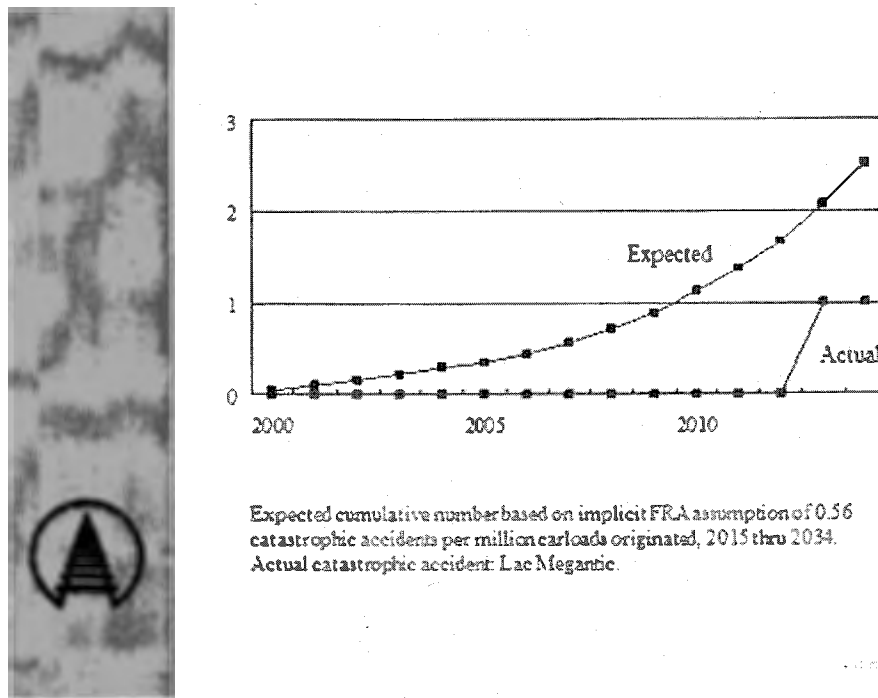 3
2
Expected
1
Actual
0
2000 2005 2010
Expected cumulative number based on implicit FRA assumption of 0.56
catastrophic accidents per million carloads originated, 2015 thru 2034.
Actual catastrophic accident: Lac Megantic.